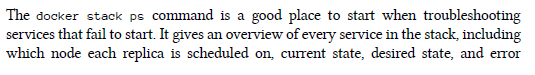 The docker stack ps command is a good place to start when troubleshooting
services that fail to start. It gives an overview of every service in the stack, including
which node each replica is scheduled on, current state, desired state, and error